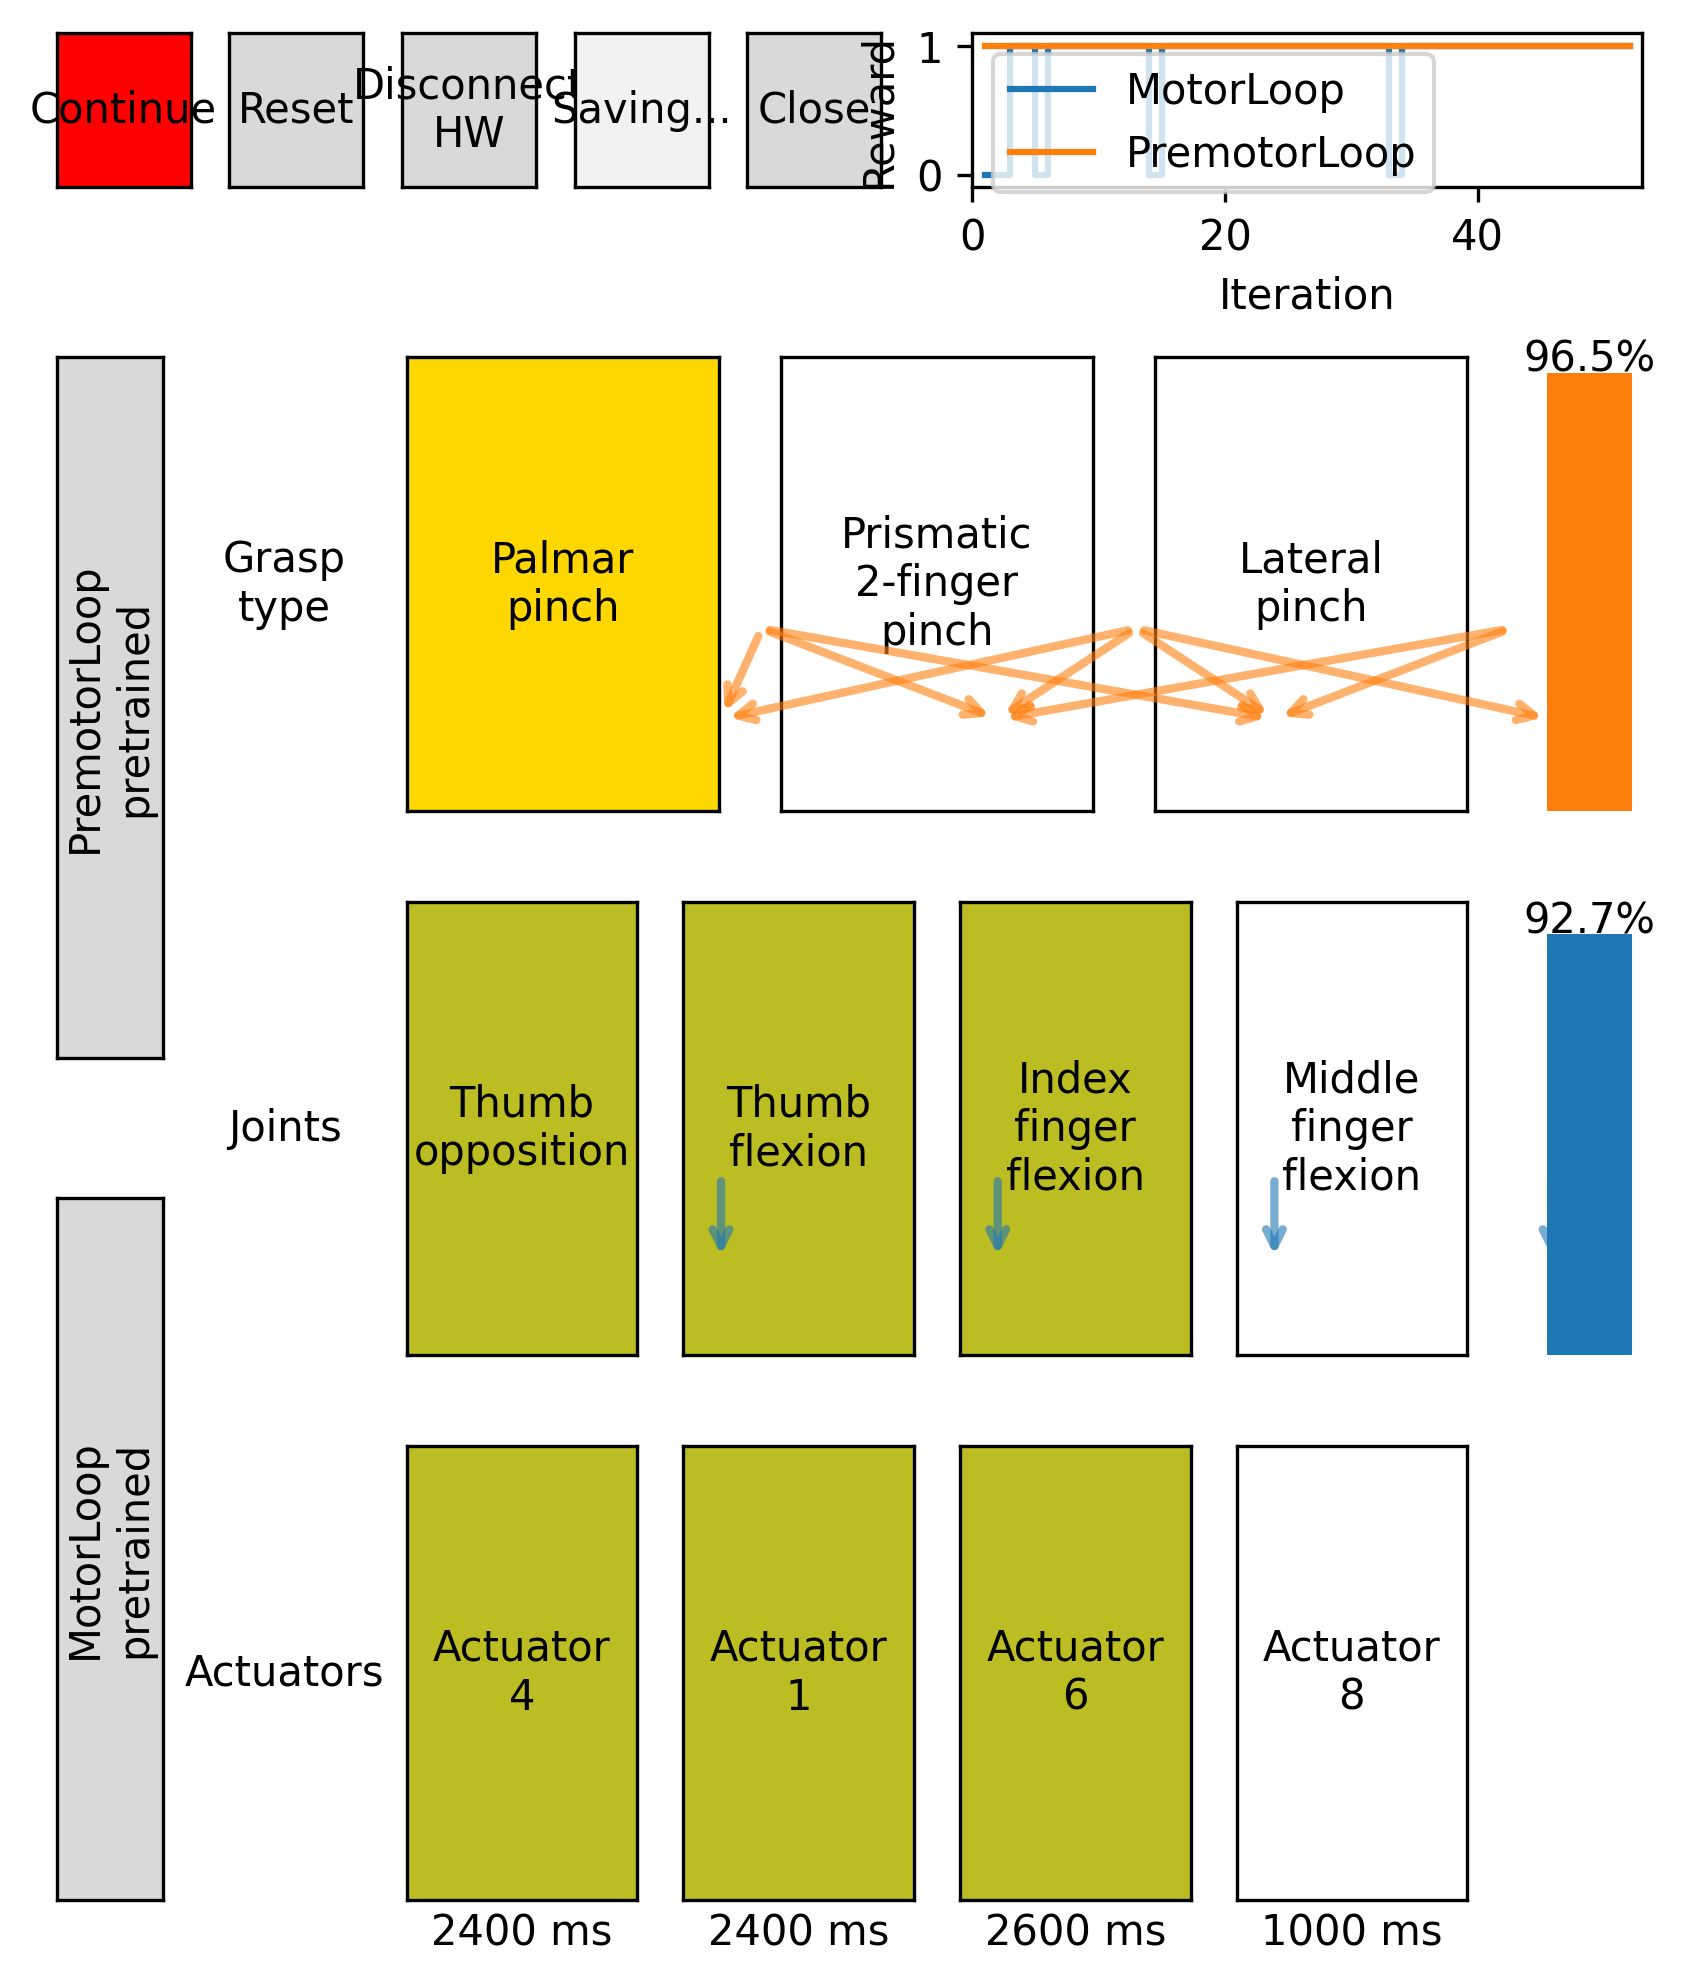 Continue
Reset
Disconnect
HW
Saving...
Close
Reward
1
0
MotorLoop
PremotorLoop
0
20
40
Iteration
PremotorLoop
pretrained
Grasp
type
Palmar
pinch
Prismatic
2-finger
pinch
Lateral
pinch
96.5%
Joints
Thumb
opposition
Thumb
flexion
Index
finger
flexion
Middle
finger
flexion
92.7%
MotorLoop
pretrained
Actuators
Actuator
4
Actuator
1
Actuator
6
Actuator
8
2400 ms
2400 ms
2600 ms
1000 ms